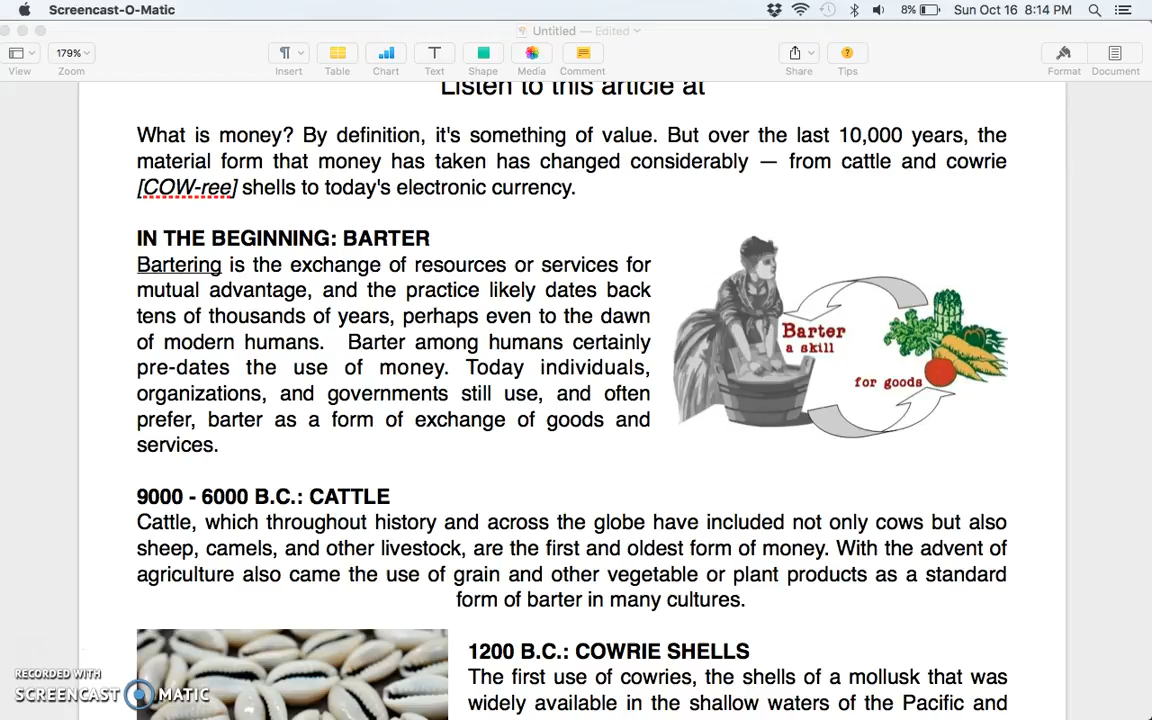 Screencast-O-Matic
8% Sun Oct 16 8:14 PM
Untitled — Edited
179%
View Zoom Insert Table Chart Text Shape Media Comment Share Tips Format Document
Listen to this article at
What is money? By definition, it's something of value. But over the last 10,000 years, the
material form that money has taken has changed considerably — from cattle and cowrie
[COW-ree] shells to today's electronic currency.
IN THE BEGINNING: BARTER
Bartering is the exchange of resources or services for
mutual advantage, and the practice likely dates back
tens of thousands of years, perhaps even to the dawn
of modern humans. Barter among humans certainly
pre-dates the use of money. Today individuals,
organizations, and governments still use, and often
prefer, barter as a form of exchange of goods and
services.
Barter
a skill
for goods
9000 - 6000 B.C.: CATTLE
Cattle, which throughout history and across the globe have included not only cows but also
sheep, camels, and other livestock, are the first and oldest form of money. With the advent of
agriculture also came the use of grain and other vegetable or plant products as a standard
form of barter in many cultures.
1200 B.C.: COWRIE SHELLS
The first use of cowries, the shells of a mollusk that was
widely available in the shallow waters of the Pacific and
RECORDED WITH
SCREENCAST MATIC